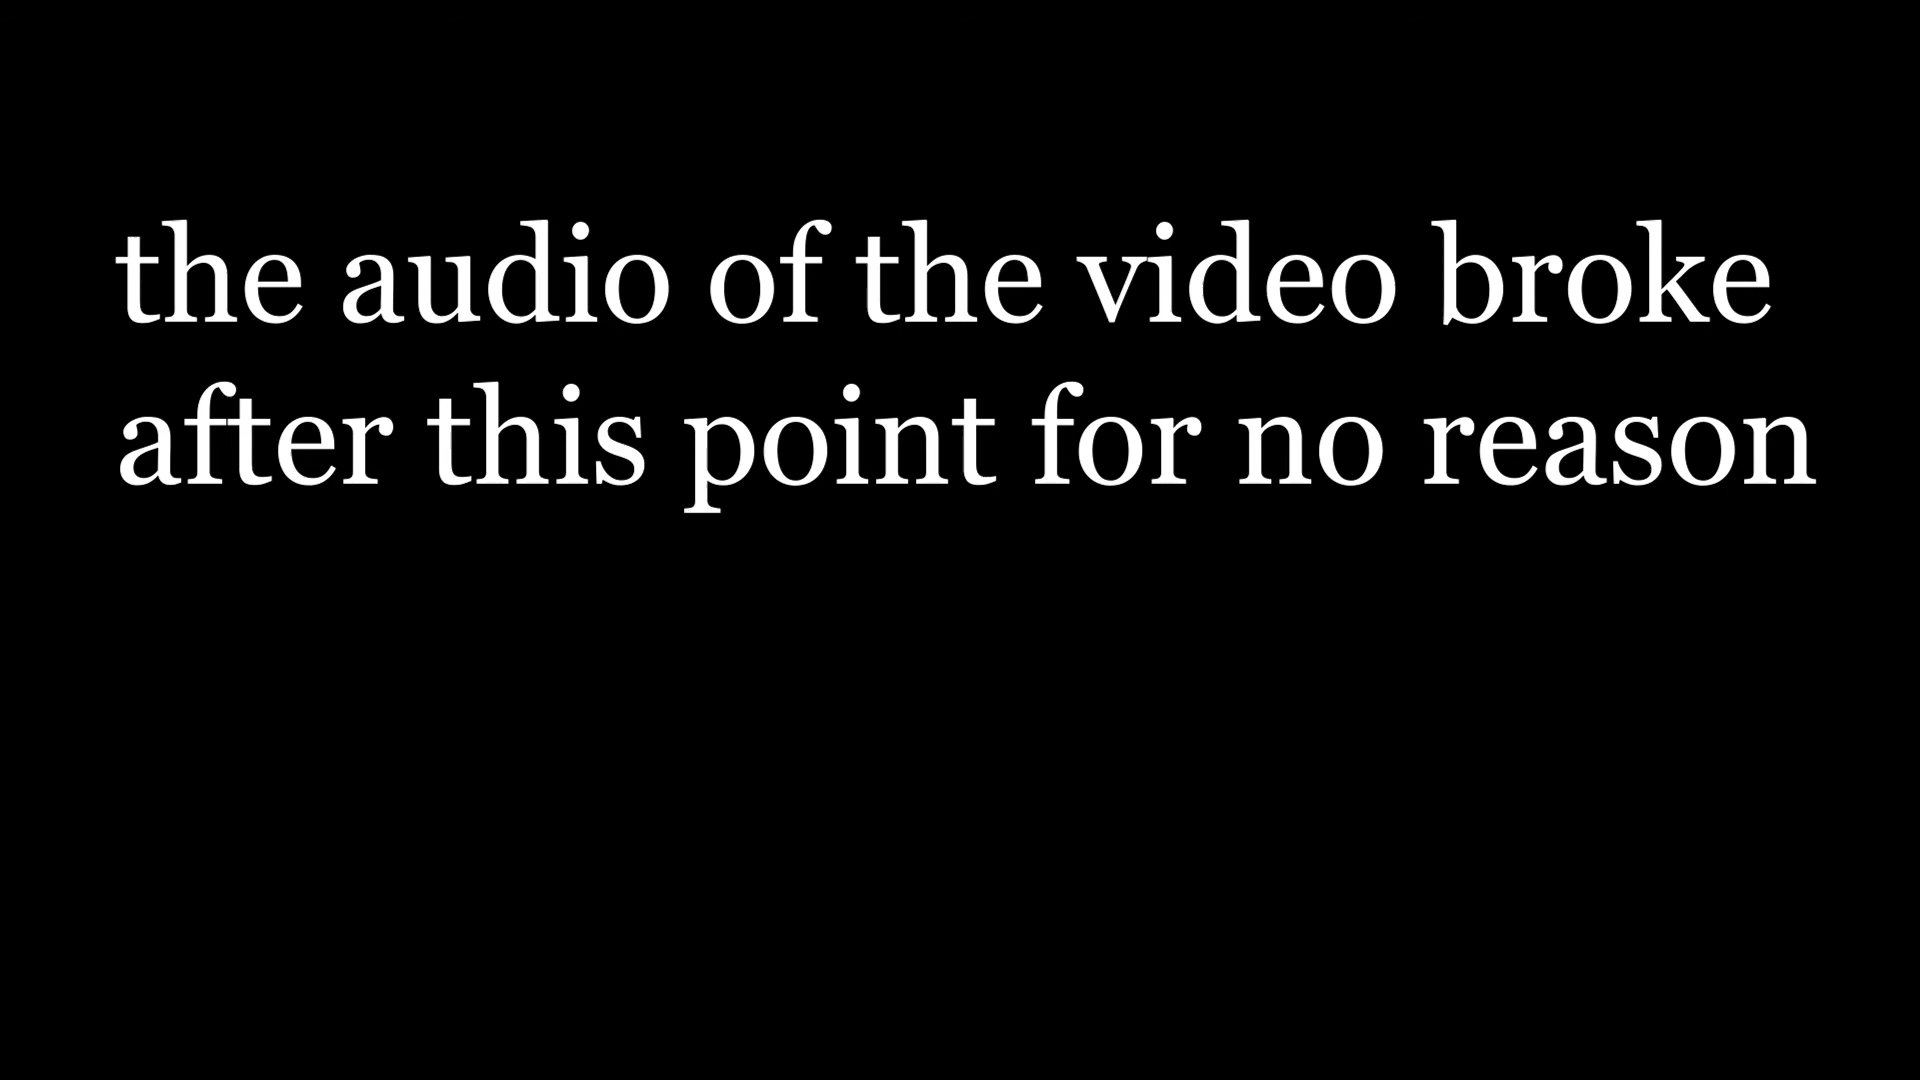 the audio of the video broke
after this point for no reason